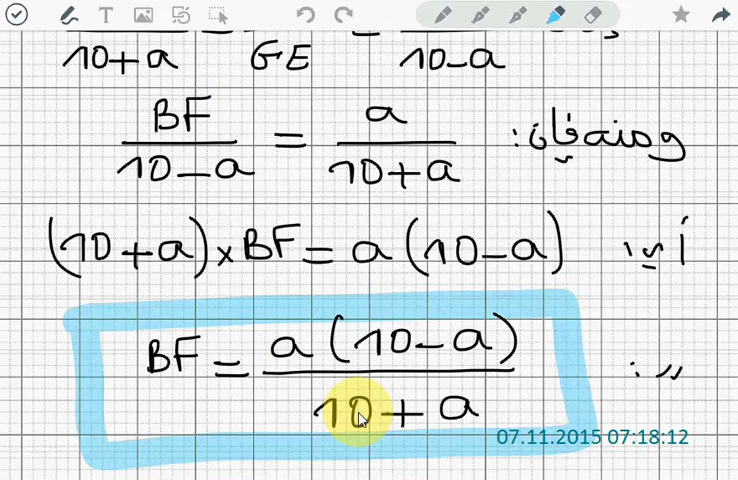 10+a = GE = 10-a
ومنه فإن: BF/(10-a) = a/(10+a)
أي: (10+a)×BF = a(10-a)
BF = a(10-a)/(10+a)
07.11.2015 07:18:12